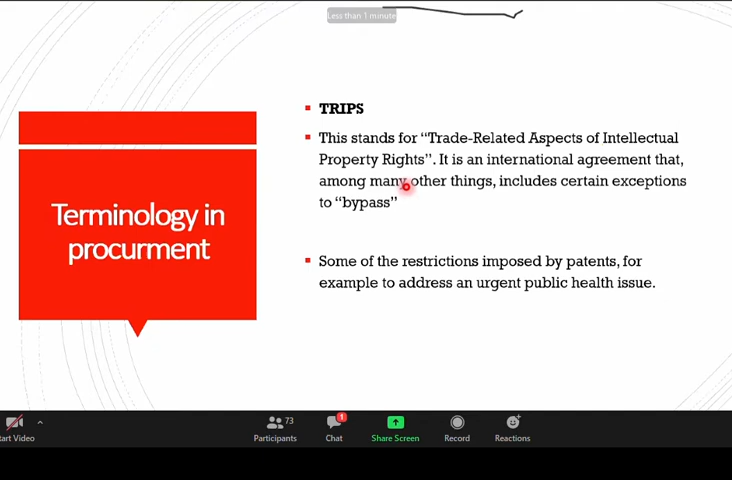 Less than 1 minute
Terminology in
procurment
TRIPS
This stands for “Trade-Related Aspects of Intellectual
Property Rights”. It is an international agreement that,
among many other things, includes certain exceptions
to “bypass”
Some of the restrictions imposed by patents, for
example to address an urgent public health issue.
73
1
tart Video
Participants
Chat
Share Screen
Record
Reactions